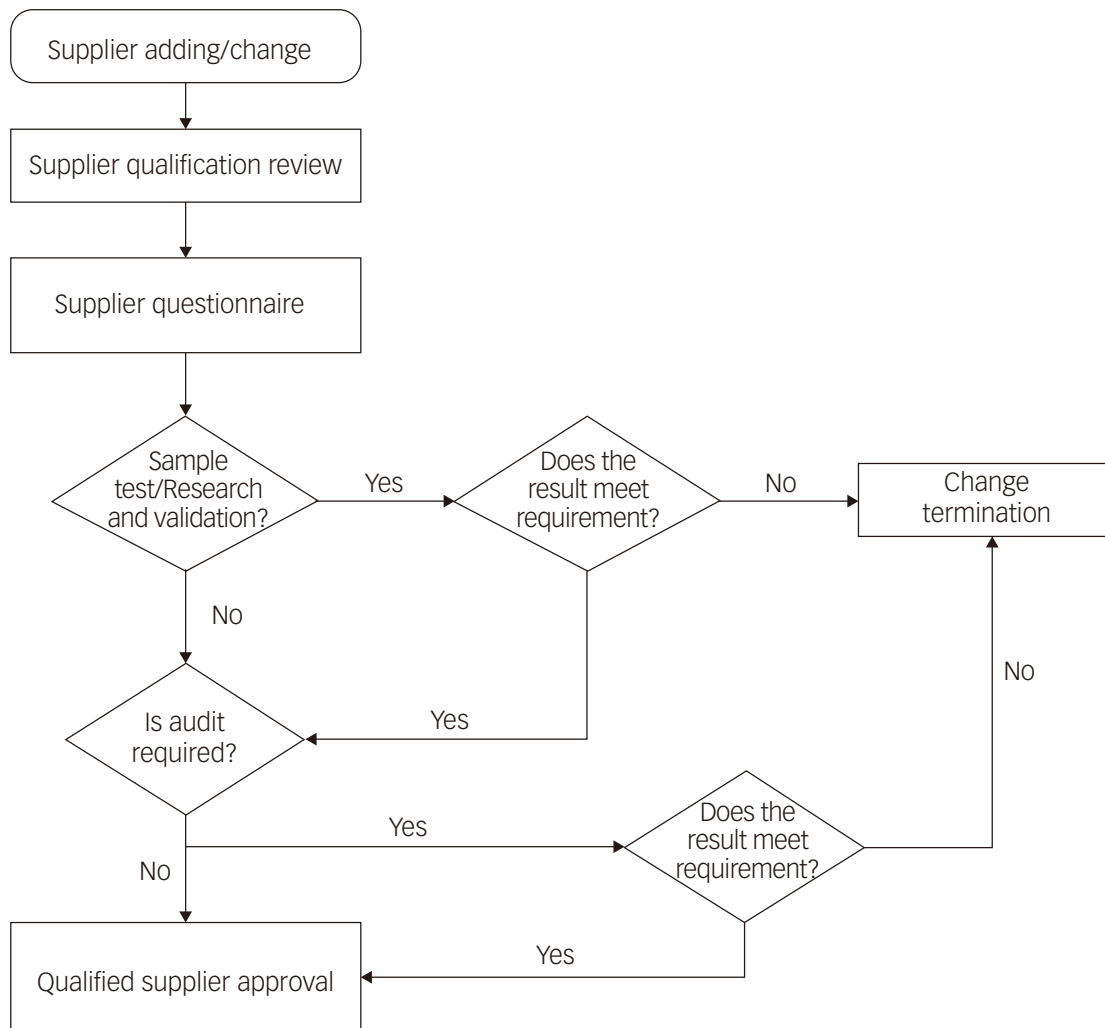 Supplier adding/change
Supplier qualification review
Supplier questionnaire
Sample
test/Research
and validation?
Yes
Does the
result meet
requirement?
No
Change
termination
No
Is audit
required?
Yes
No
Yes
Does the
result meet
requirement?
No
Yes
Qualified supplier approval